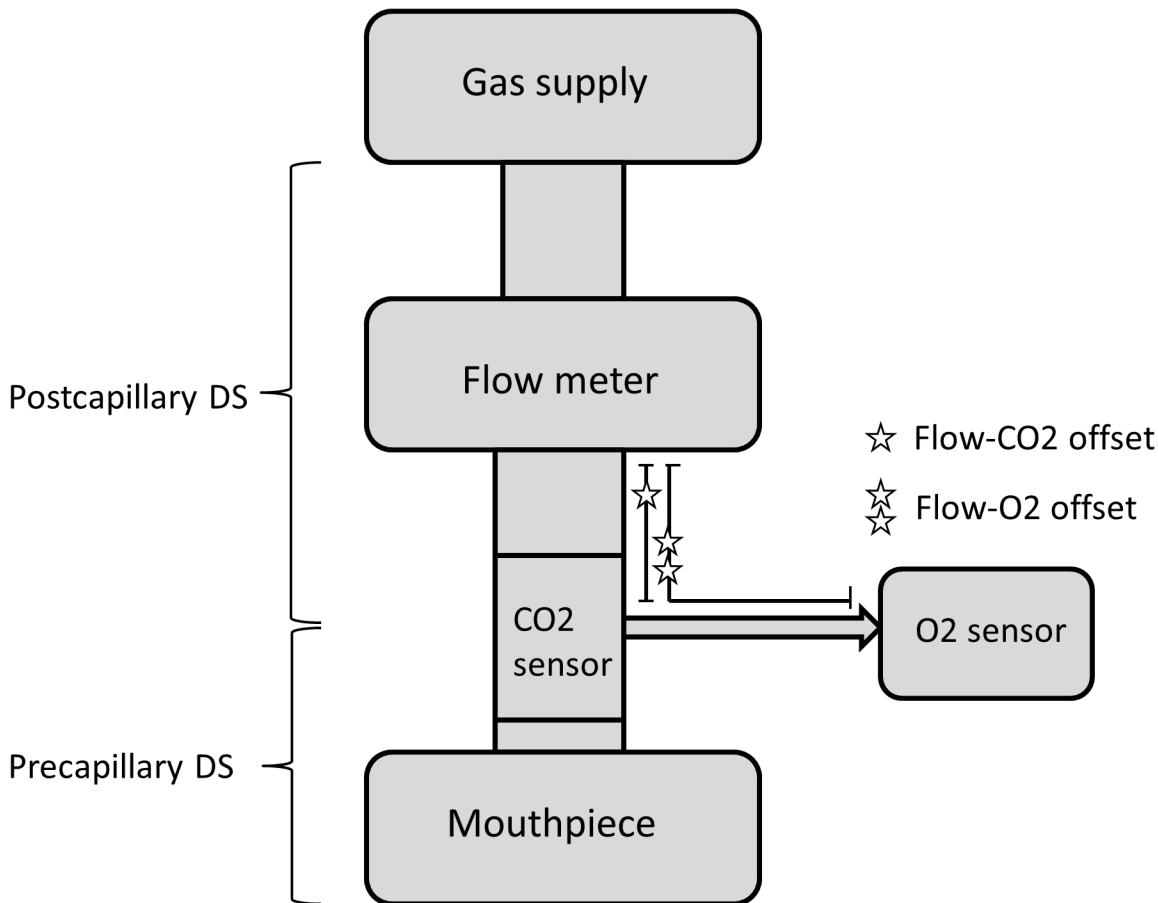 Gas supply
Flow meter
Postcapillary DS
Flow-CO2 offset
Flow-O2 offset
CO2
sensor
O2 sensor
Precapillary DS
Mouthpiece